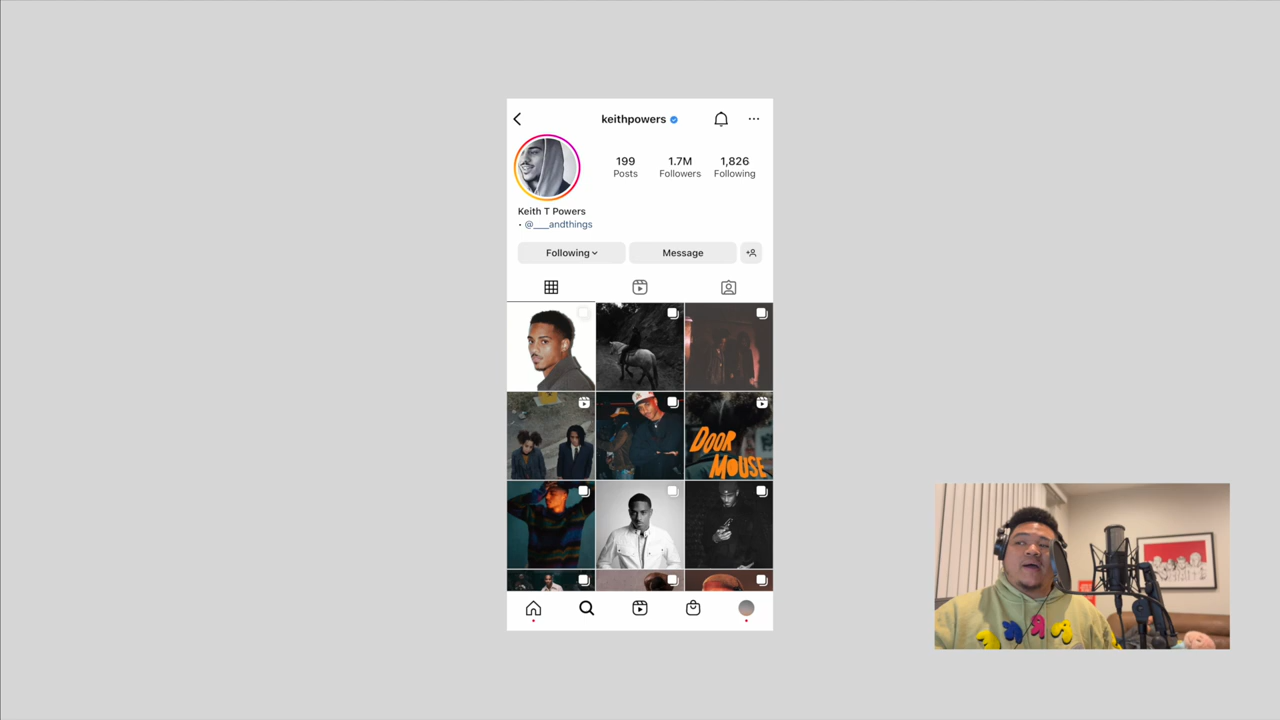 keithpowers
199 1.7M 1,826
Posts Followers Following
Keith T Powers
• @___andthings
Following Message
DOOR
MOUSE